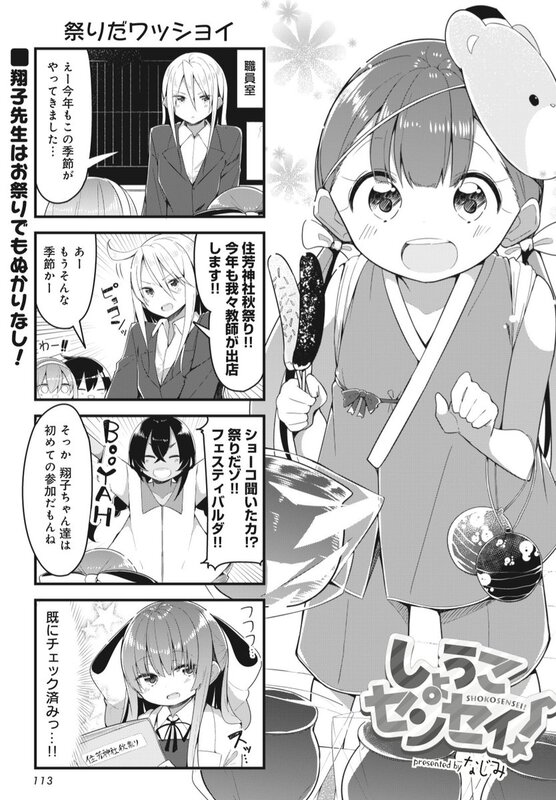 祭りだワッショイ
■翔子先生はお祭りでもぬかりなし!
職員室
えー今年もこの季節が
やってきました…
住芳神社秋祭り!!
今年も我々教師が出店
します!!
ピョコン
あー
もうそんな
季節かー
わー!!
ショーコ聞いたカ!?
祭りだゾ!!
フェスティバルダ!!
BOOYAH
そっか 翔子ちゃん達は
初めての参加だもんね
フフフ…
既にチェック済みっ…!!
スッ…
住芳神社秋祭り
しょうこセンセイ!
SHOKOSENSEI!
presented by なじみ
113